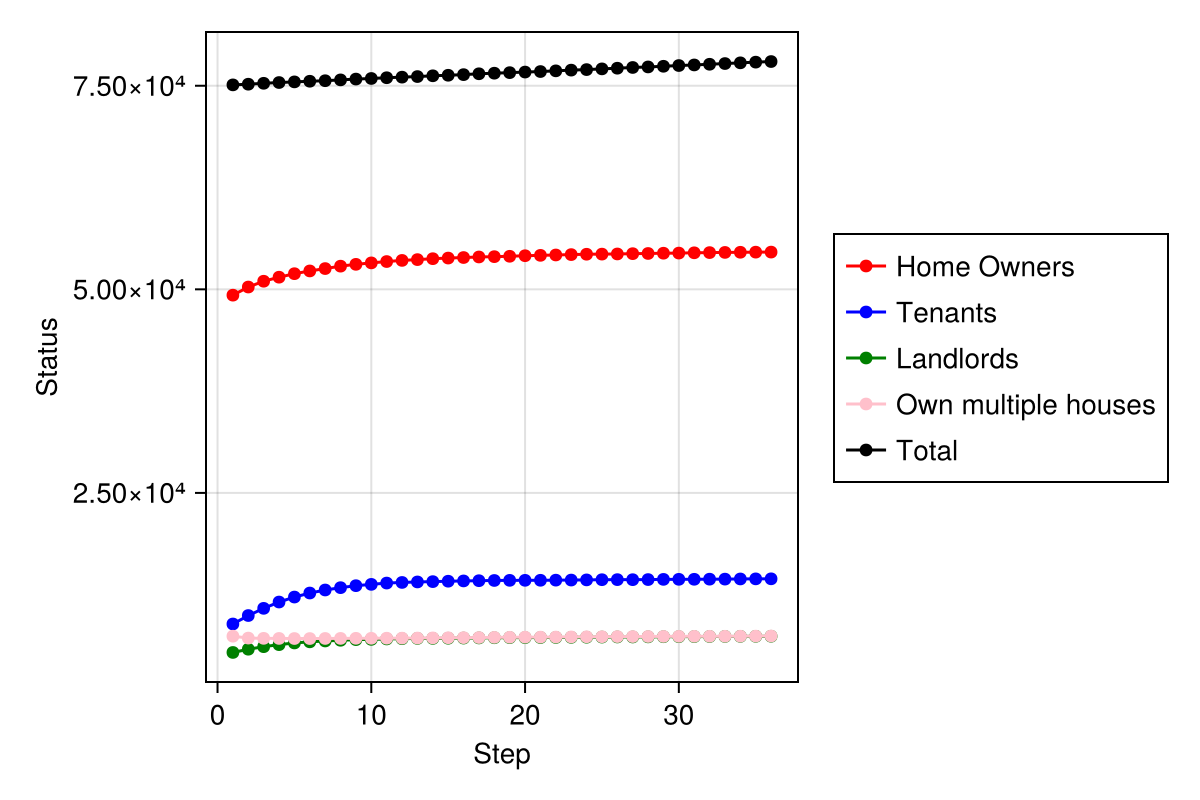 7.50×10⁴
5.00×10⁴
2.50×10⁴
Status
0 10 20 30
Step
Home Owners
Tenants
Landlords
Own multiple houses
Total